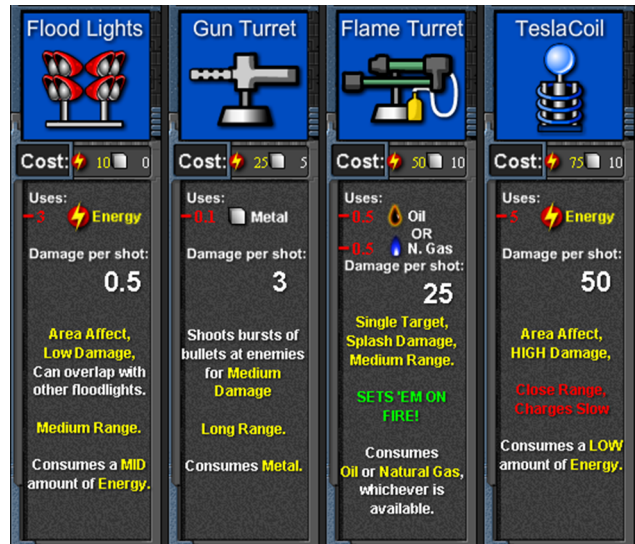 Flood Lights
Cost: 10 0
Uses:
-3 Energy
Damage per shot:
0.5
Area Affect,
Low Damage,
Can overlap with
other floodlights.
Medium Range.
Consumes a MID
amount of Energy.
Gun Turret
Cost: 25 5
Uses:
-0.1 Metal
Damage per shot:
3
Shoots bursts of
bullets at enemies
for Medium
Damage
Long Range.
Consumes Metal.
Flame Turret
Cost: 50 10
Uses:
-0.5 Oil
OR
-0.5 N. Gas
Damage per shot:
25
Single Target,
Splash Damage,
Medium Range.
SETS 'EM ON
FIRE!
Consumes
Oil or Natural Gas,
whichever is
available.
TeslaCoil
Cost: 75 10
Uses:
-5 Energy
Damage per shot:
50
Area Affect,
HIGH Damage,
Close Range,
Charges Slow
Consumes a LOW
amount of Energy.